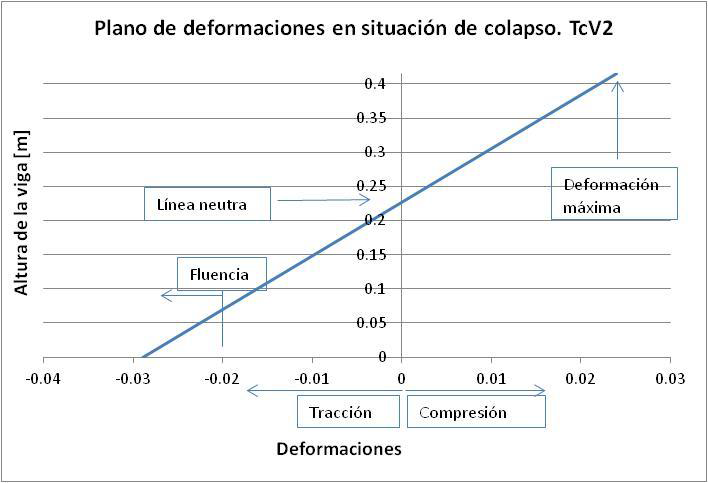 Plano de deformaciones en situación de colapso. TcV2
Altura de la viga [m]
0.4
0.35
0.3
0.25
0.2
0.15
0.1
0.05
0
Línea neutra
Deformación
máxima
Fluencia
-0.04
-0.03
-0.02
-0.01
0
0.01
0.02
0.03
Tracción
Compresión
Deformaciones